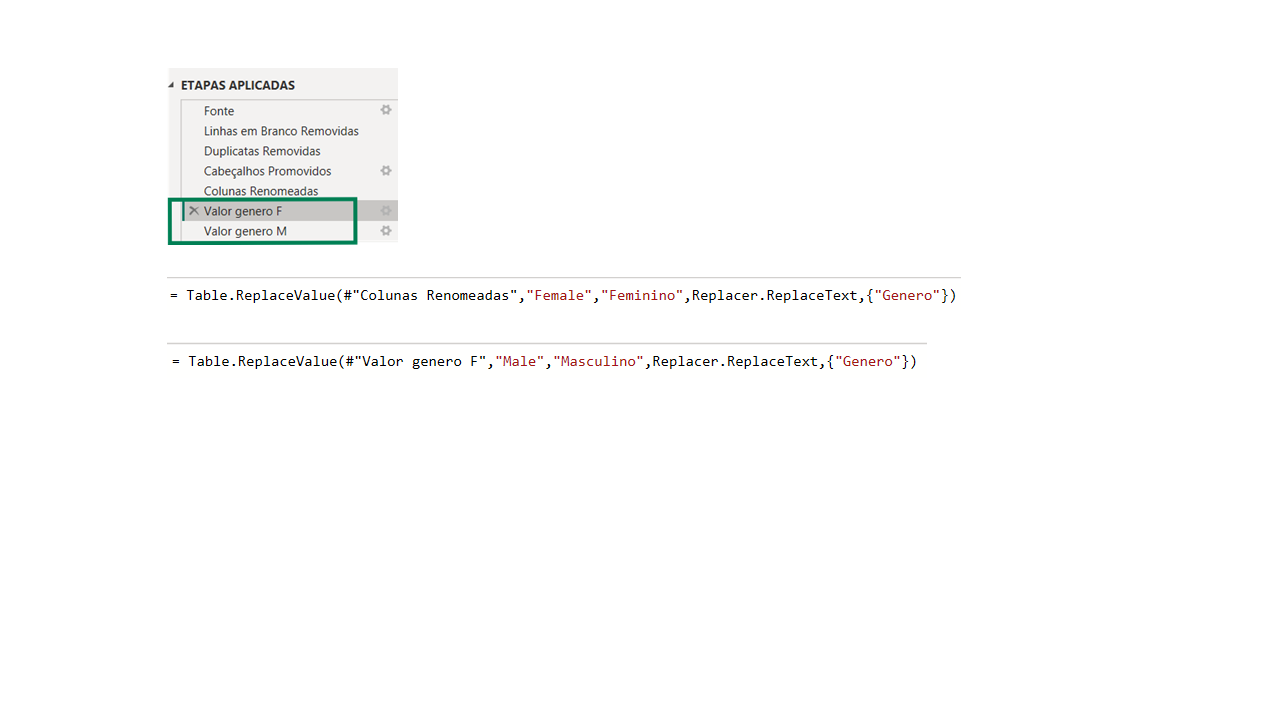 ETAPAS APLICADAS
Fonte
Linhas em Branco Removidas
Duplicatas Removidas
Cabeçalhos Promovidos
Colunas Renomeadas
Valor genero F
Valor genero M
= Table.ReplaceValue(#"Colunas Renomeadas","Female","Feminino",Replacer.ReplaceText,{"Genero"})
= Table.ReplaceValue(#"Valor genero F","Male","Masculino",Replacer.ReplaceText,{"Genero"})